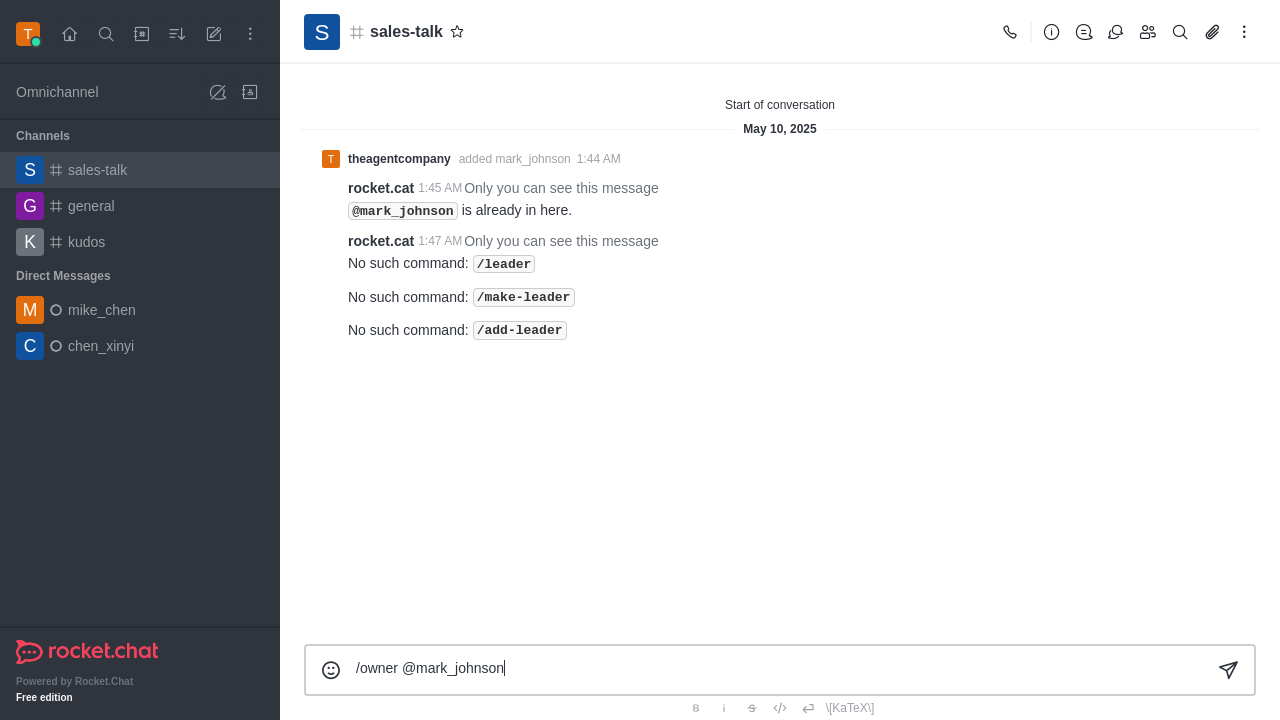 T
Omnichannel
Channels
S sales-talk
G general
K kudos
Direct Messages
M mike_chen
C chen_xinyi
rocket.chat
Powered by Rocket.Chat
Free edition
S sales-talk
Start of conversation
May 10, 2025
T theagentcompany added mark_johnson 1:44 AM
rocket.cat 1:45 AM Only you can see this message
@mark_johnson is already in here.
rocket.cat 1:47 AM Only you can see this message
No such command: /leader
No such command: /make-leader
No such command: /add-leader
/owner @mark_johnson
B i S </> \[KaTeX\]